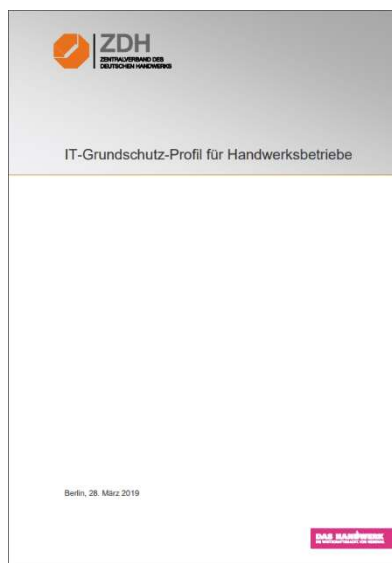 ZDH
ZENTRALVERBAND DES
DEUTSCHEN HANDWERKS
IT-Grundschutz-Profil für Handwerksbetriebe
Berlin, 28. März 2019
DAS HANDWERK